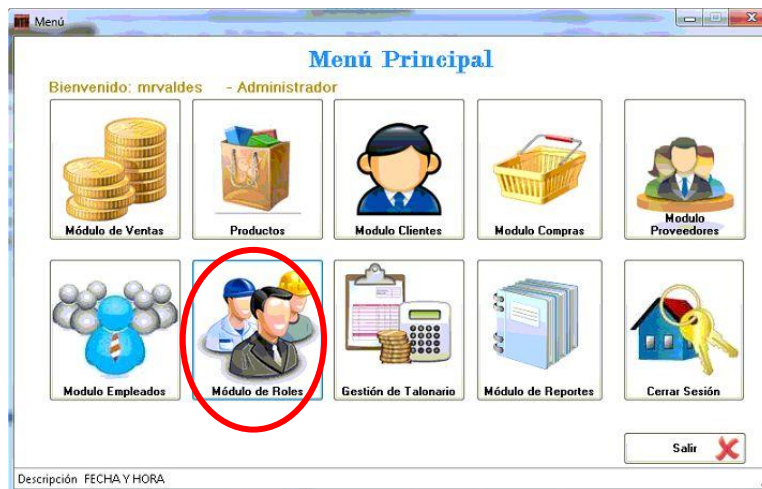 Menú
Menú Principal
Bienvenido: mrvaldes - Administrador
Módulo de Ventas
Productos
Modulo Clientes
Modulo Compras
Modulo
Proveedores
Modulo Empleados
Módulo de Roles
Gestión de Talonario
Módulo de Reportes
Cerrar Sesión
Salir
Descripción FECHA Y HORA